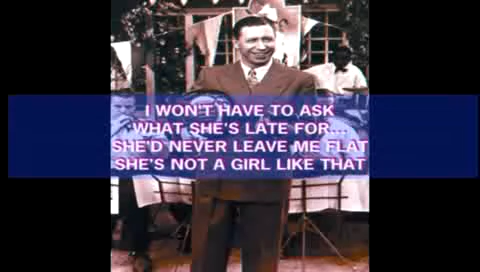 I WON'T HAVE TO ASK
WHAT SHE'S LATE FOR...
SHE'D NEVER LEAVE ME FLAT
SHE'S NOT A GIRL LIKE THAT